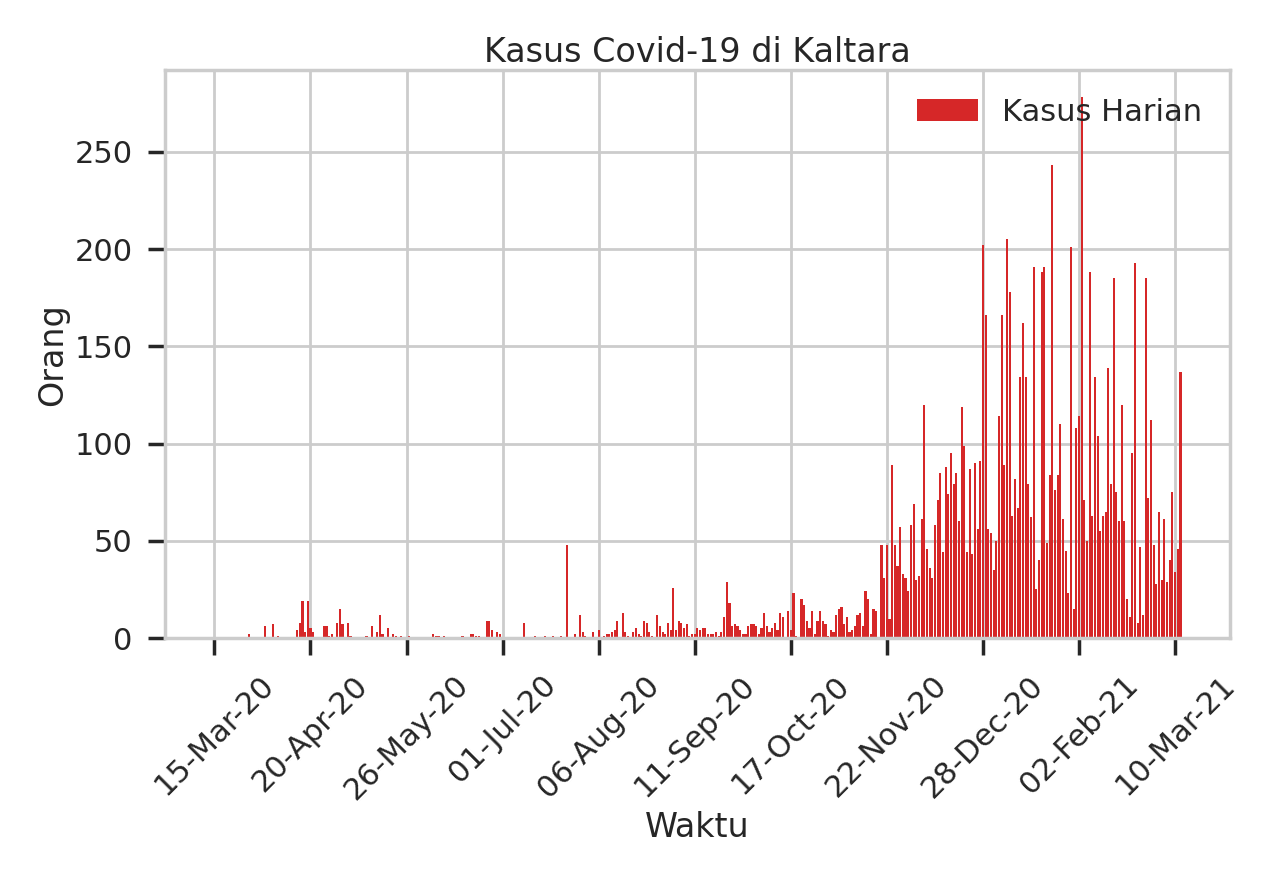 Kasus Covid-19 di Kaltara
Kasus Harian
250
200
150
100
50
0
Orang
15-Mar-20
20-Apr-20
26-May-20
01-Jul-20
06-Aug-20
11-Sep-20
17-Oct-20
22-Nov-20
28-Dec-20
02-Feb-21
10-Mar-21
Waktu